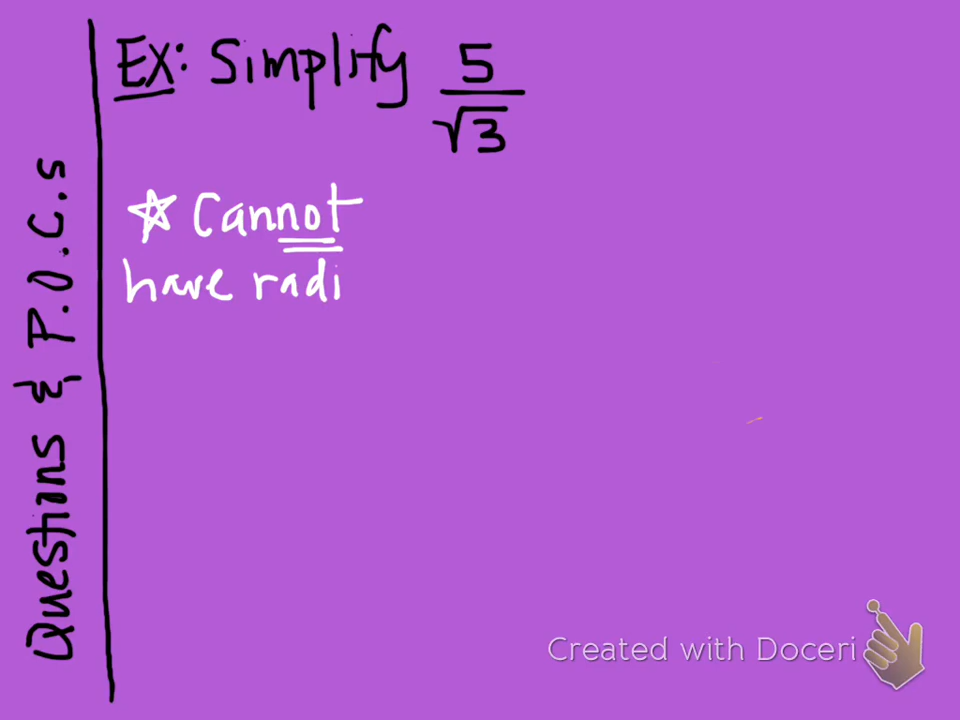 EX: Simplify 5/√3
☆ Cannot
have radi
Questions & P.O.C.s
Created with Doceri